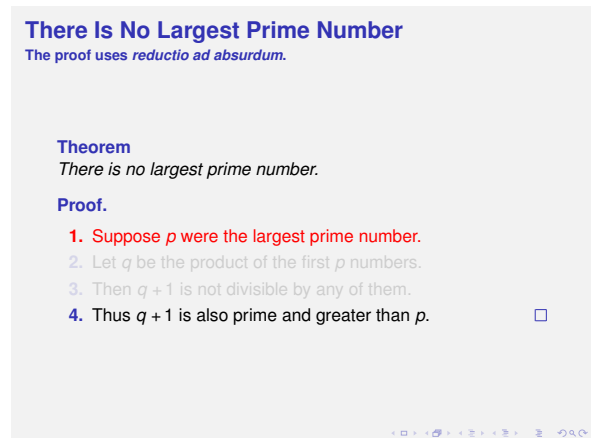 There Is No Largest Prime Number
The proof uses reductio ad absurdum.
Theorem
There is no largest prime number.
Proof.
1. Suppose p were the largest prime number.
2. Let q be the product of the first p numbers.
3. Then q + 1 is not divisible by any of them.
4. Thus q + 1 is also prime and greater than p.